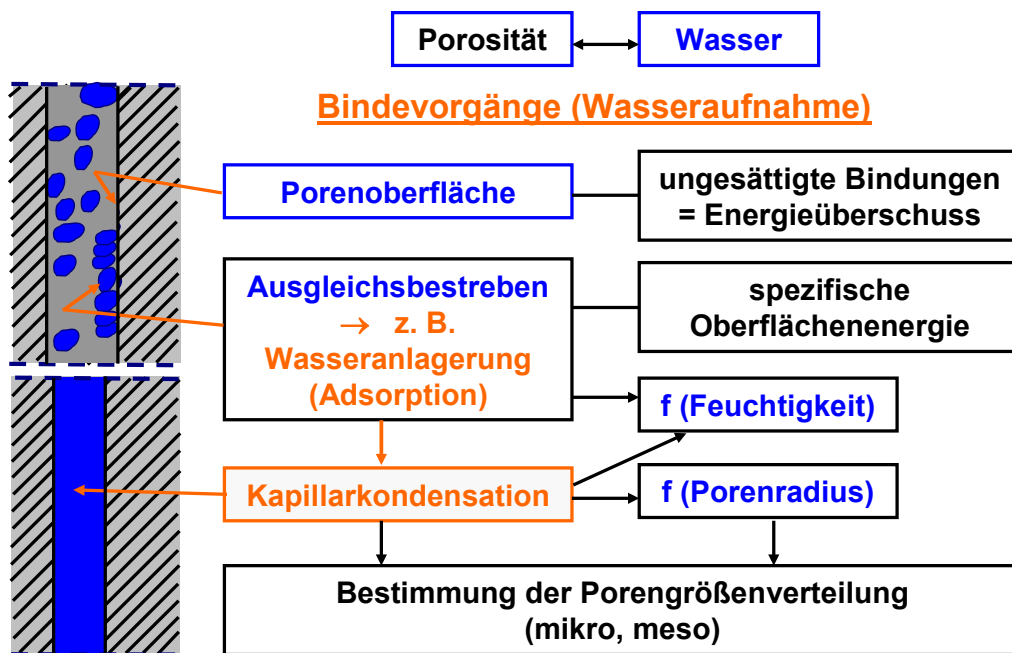 Porosität
Wasser
Bindevorgänge (Wasseraufnahme)
Porenoberfläche
ungesättigte Bindungen
= Energieüberschuss
Ausgleichsbestreben
→ z. B.
Wasseranlagerung
(Adsorption)
spezifische
Oberflächenenergie
f (Feuchtigkeit)
Kapillarkondensation
f (Porenradius)
Bestimmung der Porengrößenverteilung
(mikro, meso)